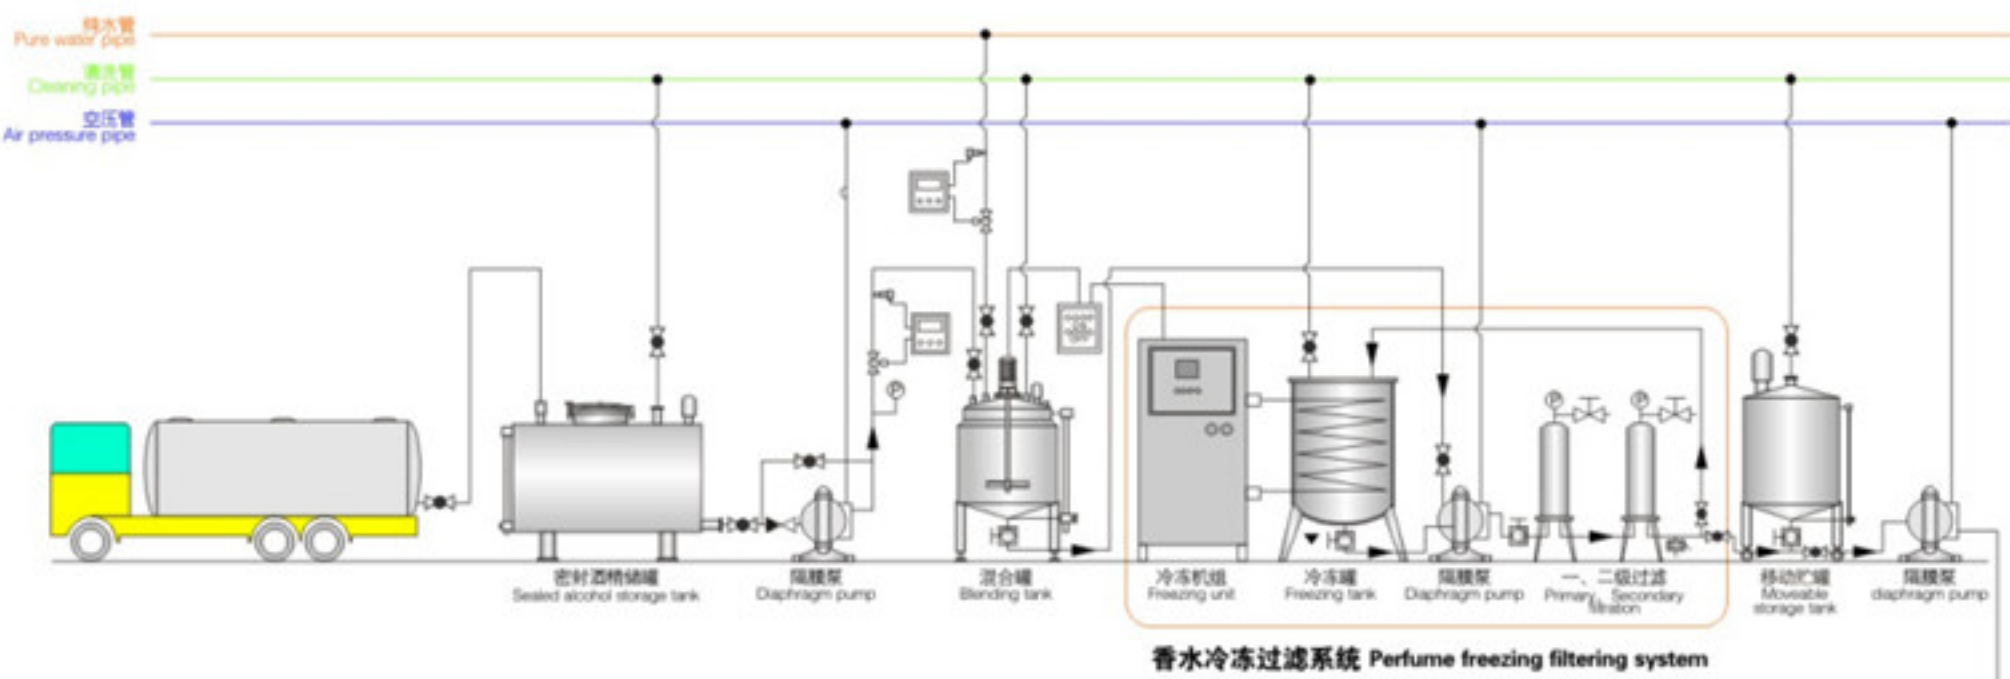 纯水管
Pure water pipe
清洗管
Cleaning pipe
空压管
Air pressure pipe
P
P
P
密封酒精储罐
Sealed alcohol storage tank
隔膜泵
Diaphragm pump
混合罐
Blending tank
冷冻机组
Freezing unit
冷冻罐
Freezing tank
隔膜泵
Diaphragm pump
一、二级过滤
Primary、Secondary
filtration
移动贮罐
Moveable
storage tank
隔膜泵
diaphragm pump
香水冷冻过滤系统 Perfume freezing filtering system